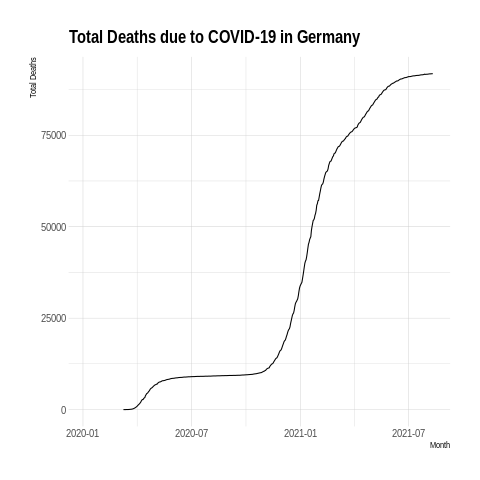 Total Deaths due to COVID-19 in Germany
Total Deaths
75000
50000
25000
0
2020-01 2020-07 2021-01 2021-07
Month